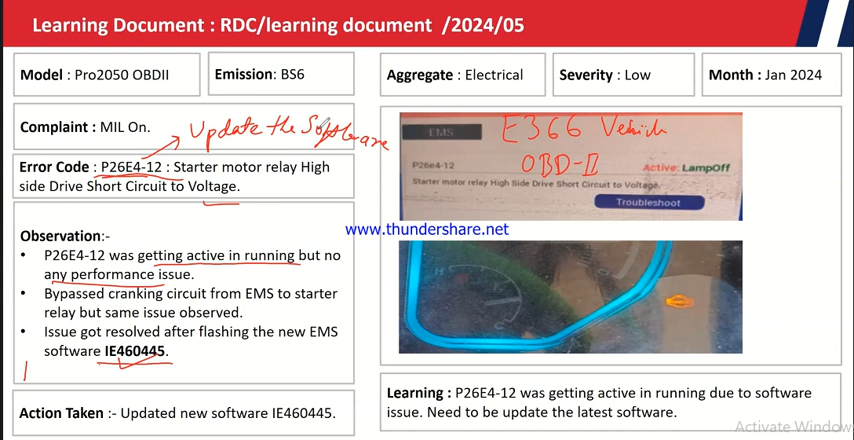 Learning Document : RDC/learning document /2024/05
Model : Pro2050 OBDII
Emission: BS6
Aggregate : Electrical
Severity : Low
Month : Jan 2024
Complaint : MIL On.
Update the Software
Error Code : P26E4-12 : Starter motor relay High
side Drive Short Circuit to Voltage.
Observation:-
• P26E4-12 was getting active in running but no
any performance issue.
• Bypassed cranking circuit from EMS to starter
relay but same issue observed.
• Issue got resolved after flashing the new EMS
software IE460445.
Action Taken :- Updated new software IE460445.
EMS
E366 Vehicle
OBD-II
P26e4-12
Active: LampOff
Starter motor relay High Side Drive Short Circuit to Voltage.
Troubleshoot
www.thundershare.net
H
C
Learning : P26E4-12 was getting active in running due to software
issue. Need to be update the latest software.
Activate Window